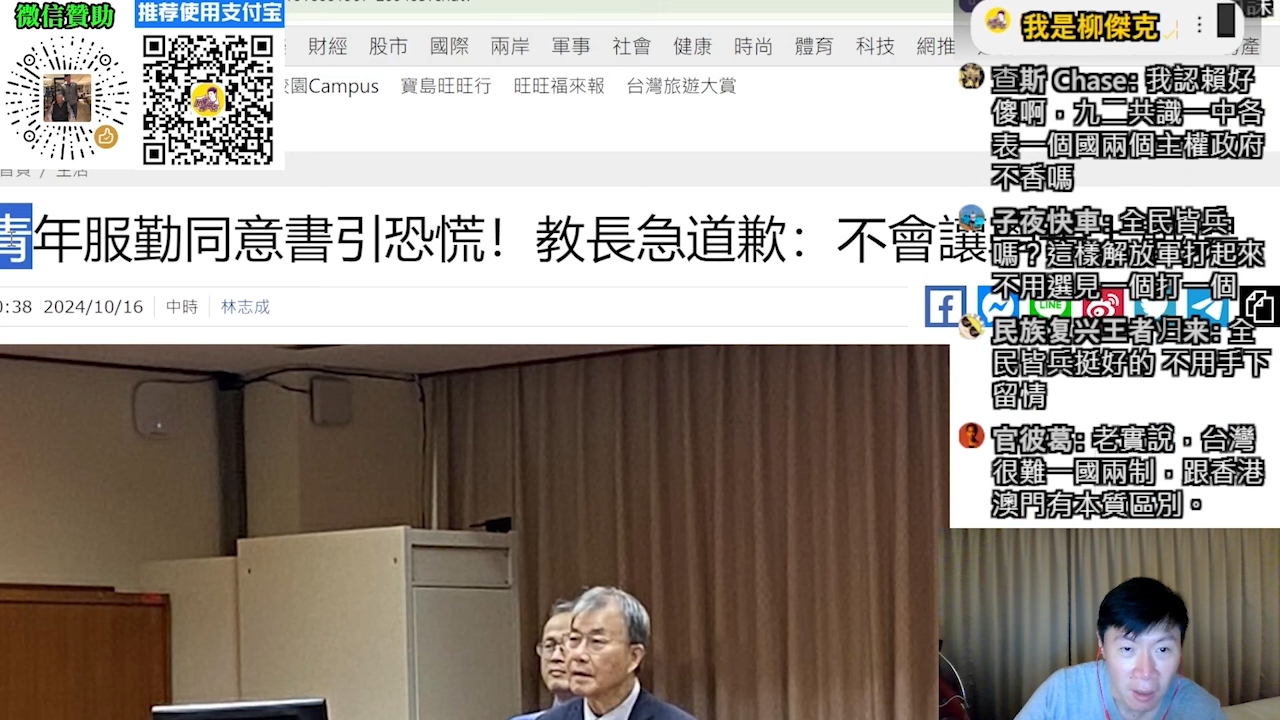 微信贊助
推荐使用支付宝
財經 股市 國際 兩岸 軍事 社會 健康 時尚 體育 科技 網推
校園Campus 寶島旺旺行 旺旺福來報 台灣旅遊大賞
首頁 / 生活
青年服勤同意書引恐慌！教長急道歉：不會讓
0:38 2024/10/16 中時 林志成
LINE
我是柳傑克
查斯 Chase: 我認賴好
傻啊，九二共識一中各
表一個國兩個主權政府
不香嗎
子夜快車: 全民皆兵
嗎？這樣解放軍打起來
不用選見一個打一個
民族复兴王者归来: 全
民皆兵挺好的 不用手下
留情
官彼葛: 老實說，台灣
很難一國兩制，跟香港
澳門有本質區別。